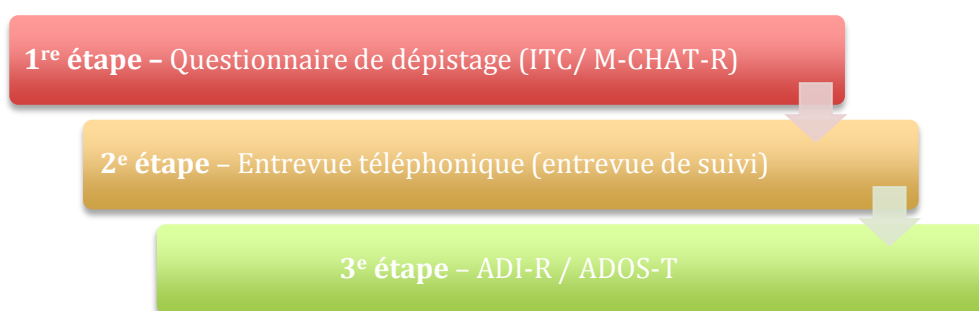 1re étape – Questionnaire de dépistage (ITC/ M-CHAT-R)
2e étape – Entrevue téléphonique (entrevue de suivi)
3e étape – ADI-R / ADOS-T